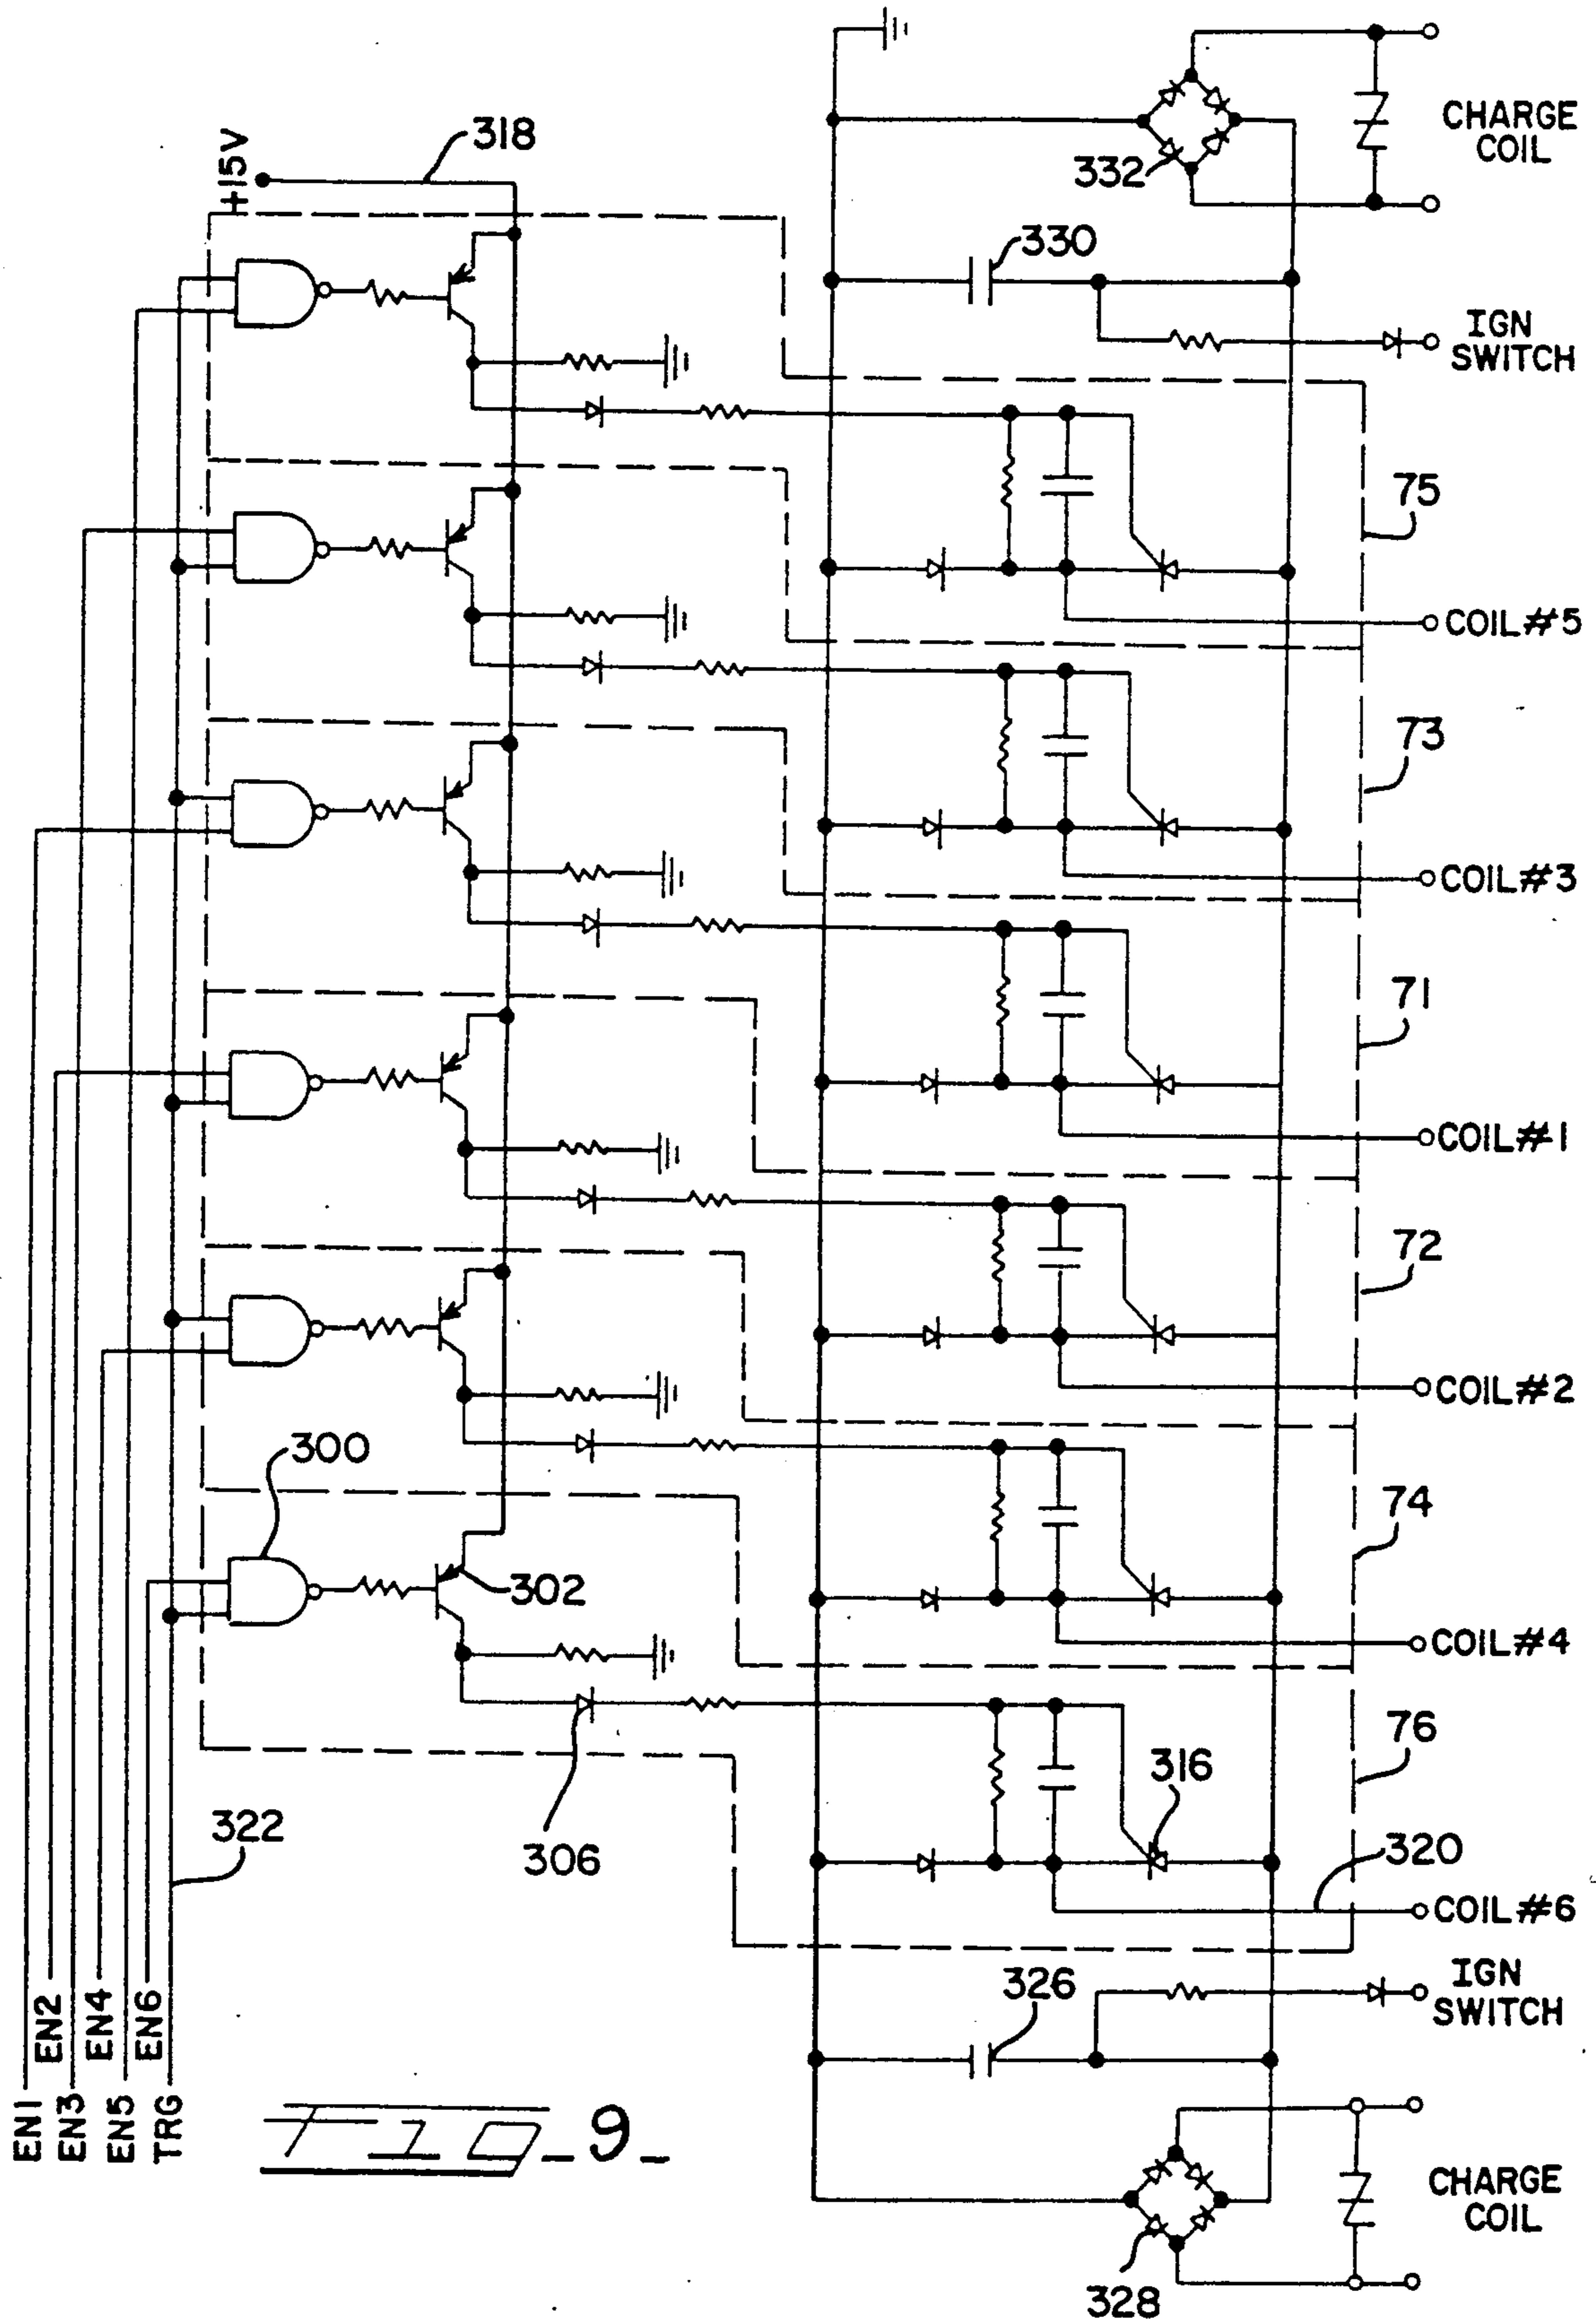 +15V
318
332
CHARGE
COIL
330
IGN
SWITCH
75
COIL#5
73
COIL#3
71
COIL#1
72
COIL#2
300
74
302
COIL#4
76
316
322
306
320
COIL#6
326
IGN
SWITCH
EN1
EN2
EN3
EN4
EN5
EN6
TRG
CHARGE
COIL
328
FIG_9_